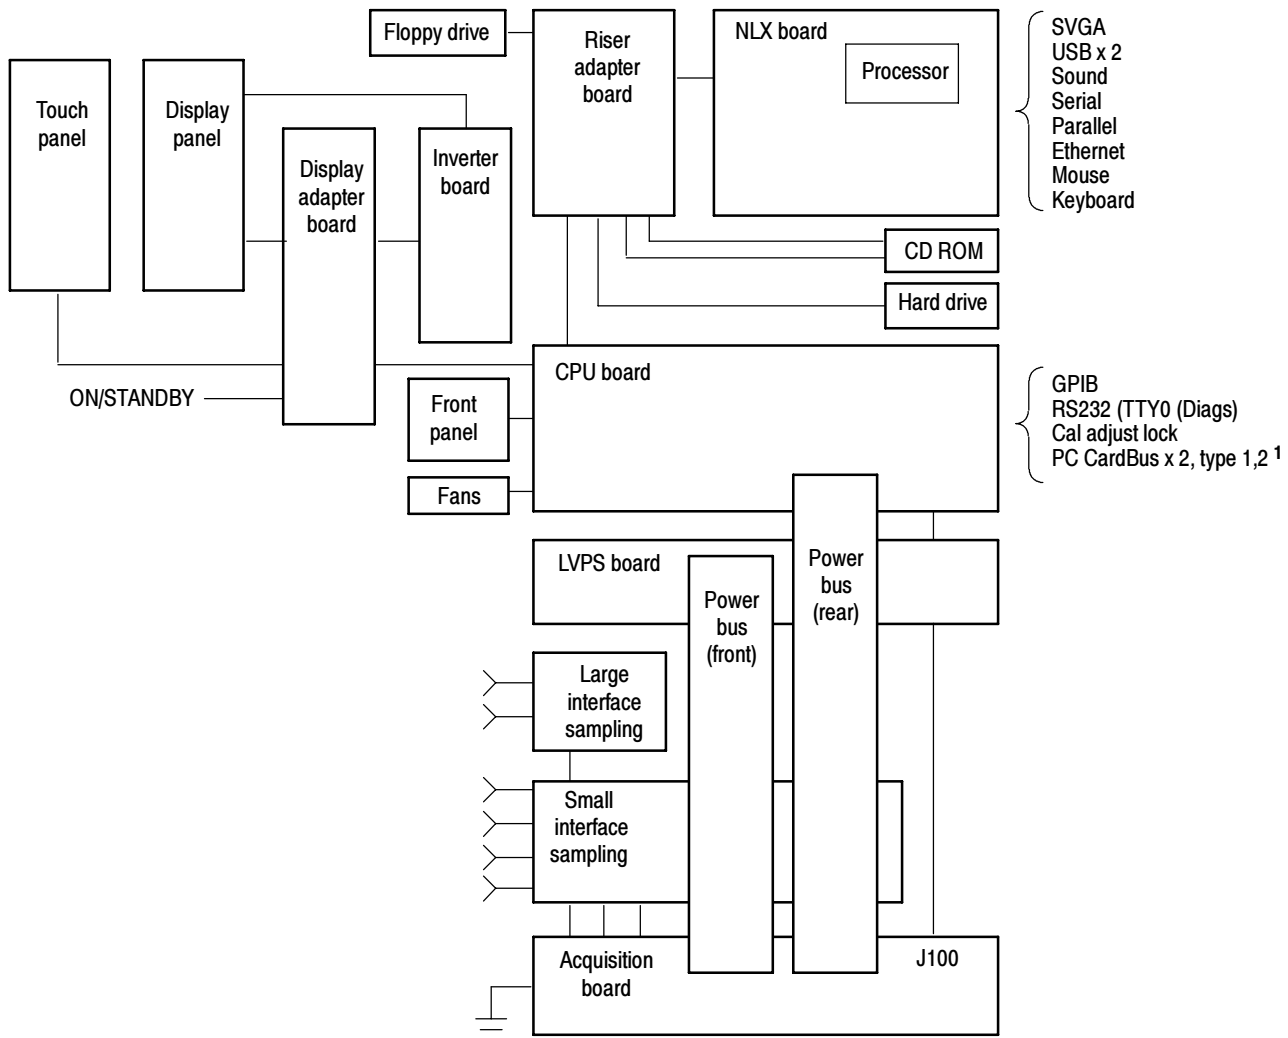 Floppy drive
Riser
adapter
board
NLX board
Processor
SVGA
USB x 2
Sound
Serial
Parallel
Ethernet
Mouse
Keyboard
Touch
panel
Display
panel
Display
adapter
board
Inverter
board
CD ROM
Hard drive
ON/STANDBY
CPU board
Front
panel
Fans
GPIB
RS232 (TTY0 (Diags)
Cal adjust lock
PC CardBus x 2, type 1,2 1
LVPS board
Power
bus
(front)
Power
bus
(rear)
Large
interface
sampling
Small
interface
sampling
Acquisition
board
J100